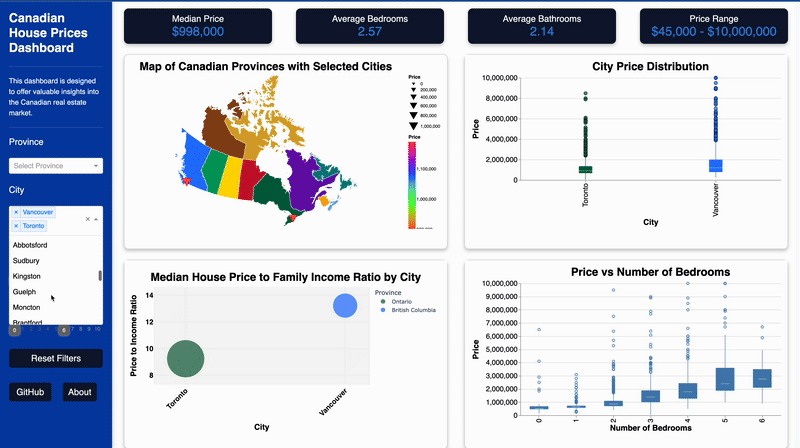 Canadian
House Prices
Dashboard
This dashboard is designed
to offer valuable insights into
the Canadian real estate
market.
Province
Select Province
City
× Vancouver
× Toronto
Abbotsford
Sudbury
Kingston
Guelph
Moncton
Brantford
0 6 7 8 9 10
Reset Filters
GitHub About
Median Price
$998,000
Average Bedrooms
2.57
Average Bathrooms
2.14
Price Range
$45,000 - $10,000,000
Map of Canadian Provinces with Selected Cities
Price
0
200,000
400,000
600,000
800,000
1,000,000
Price
1,100,000
1,000,000
City Price Distribution
Price
10,000,000
8,000,000
6,000,000
4,000,000
2,000,000
0
Toronto
Vancouver
City
Median House Price to Family Income Ratio by City
Price to Income Ratio
14
12
10
8
Toronto
Vancouver
City
Province
Ontario
British Columbia
Price vs Number of Bedrooms
Price
10,000,000
9,000,000
8,000,000
7,000,000
6,000,000
5,000,000
4,000,000
3,000,000
2,000,000
1,000,000
0
0 1 2 3 4 5 6
Number of Bedrooms